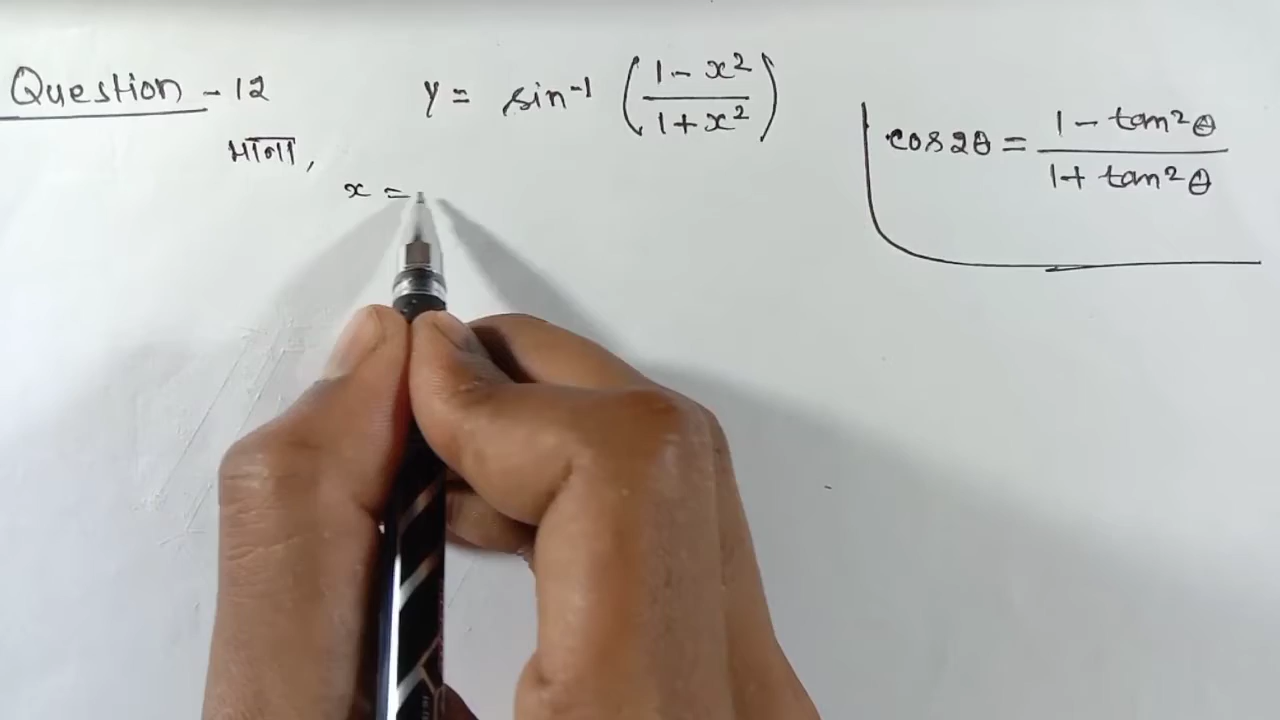 Question - 12
y = sin⁻¹ ((1 - x²)/(1 + x²))
cos2θ = (1 - tan²θ)/(1 + tan²θ)
माना,
x =